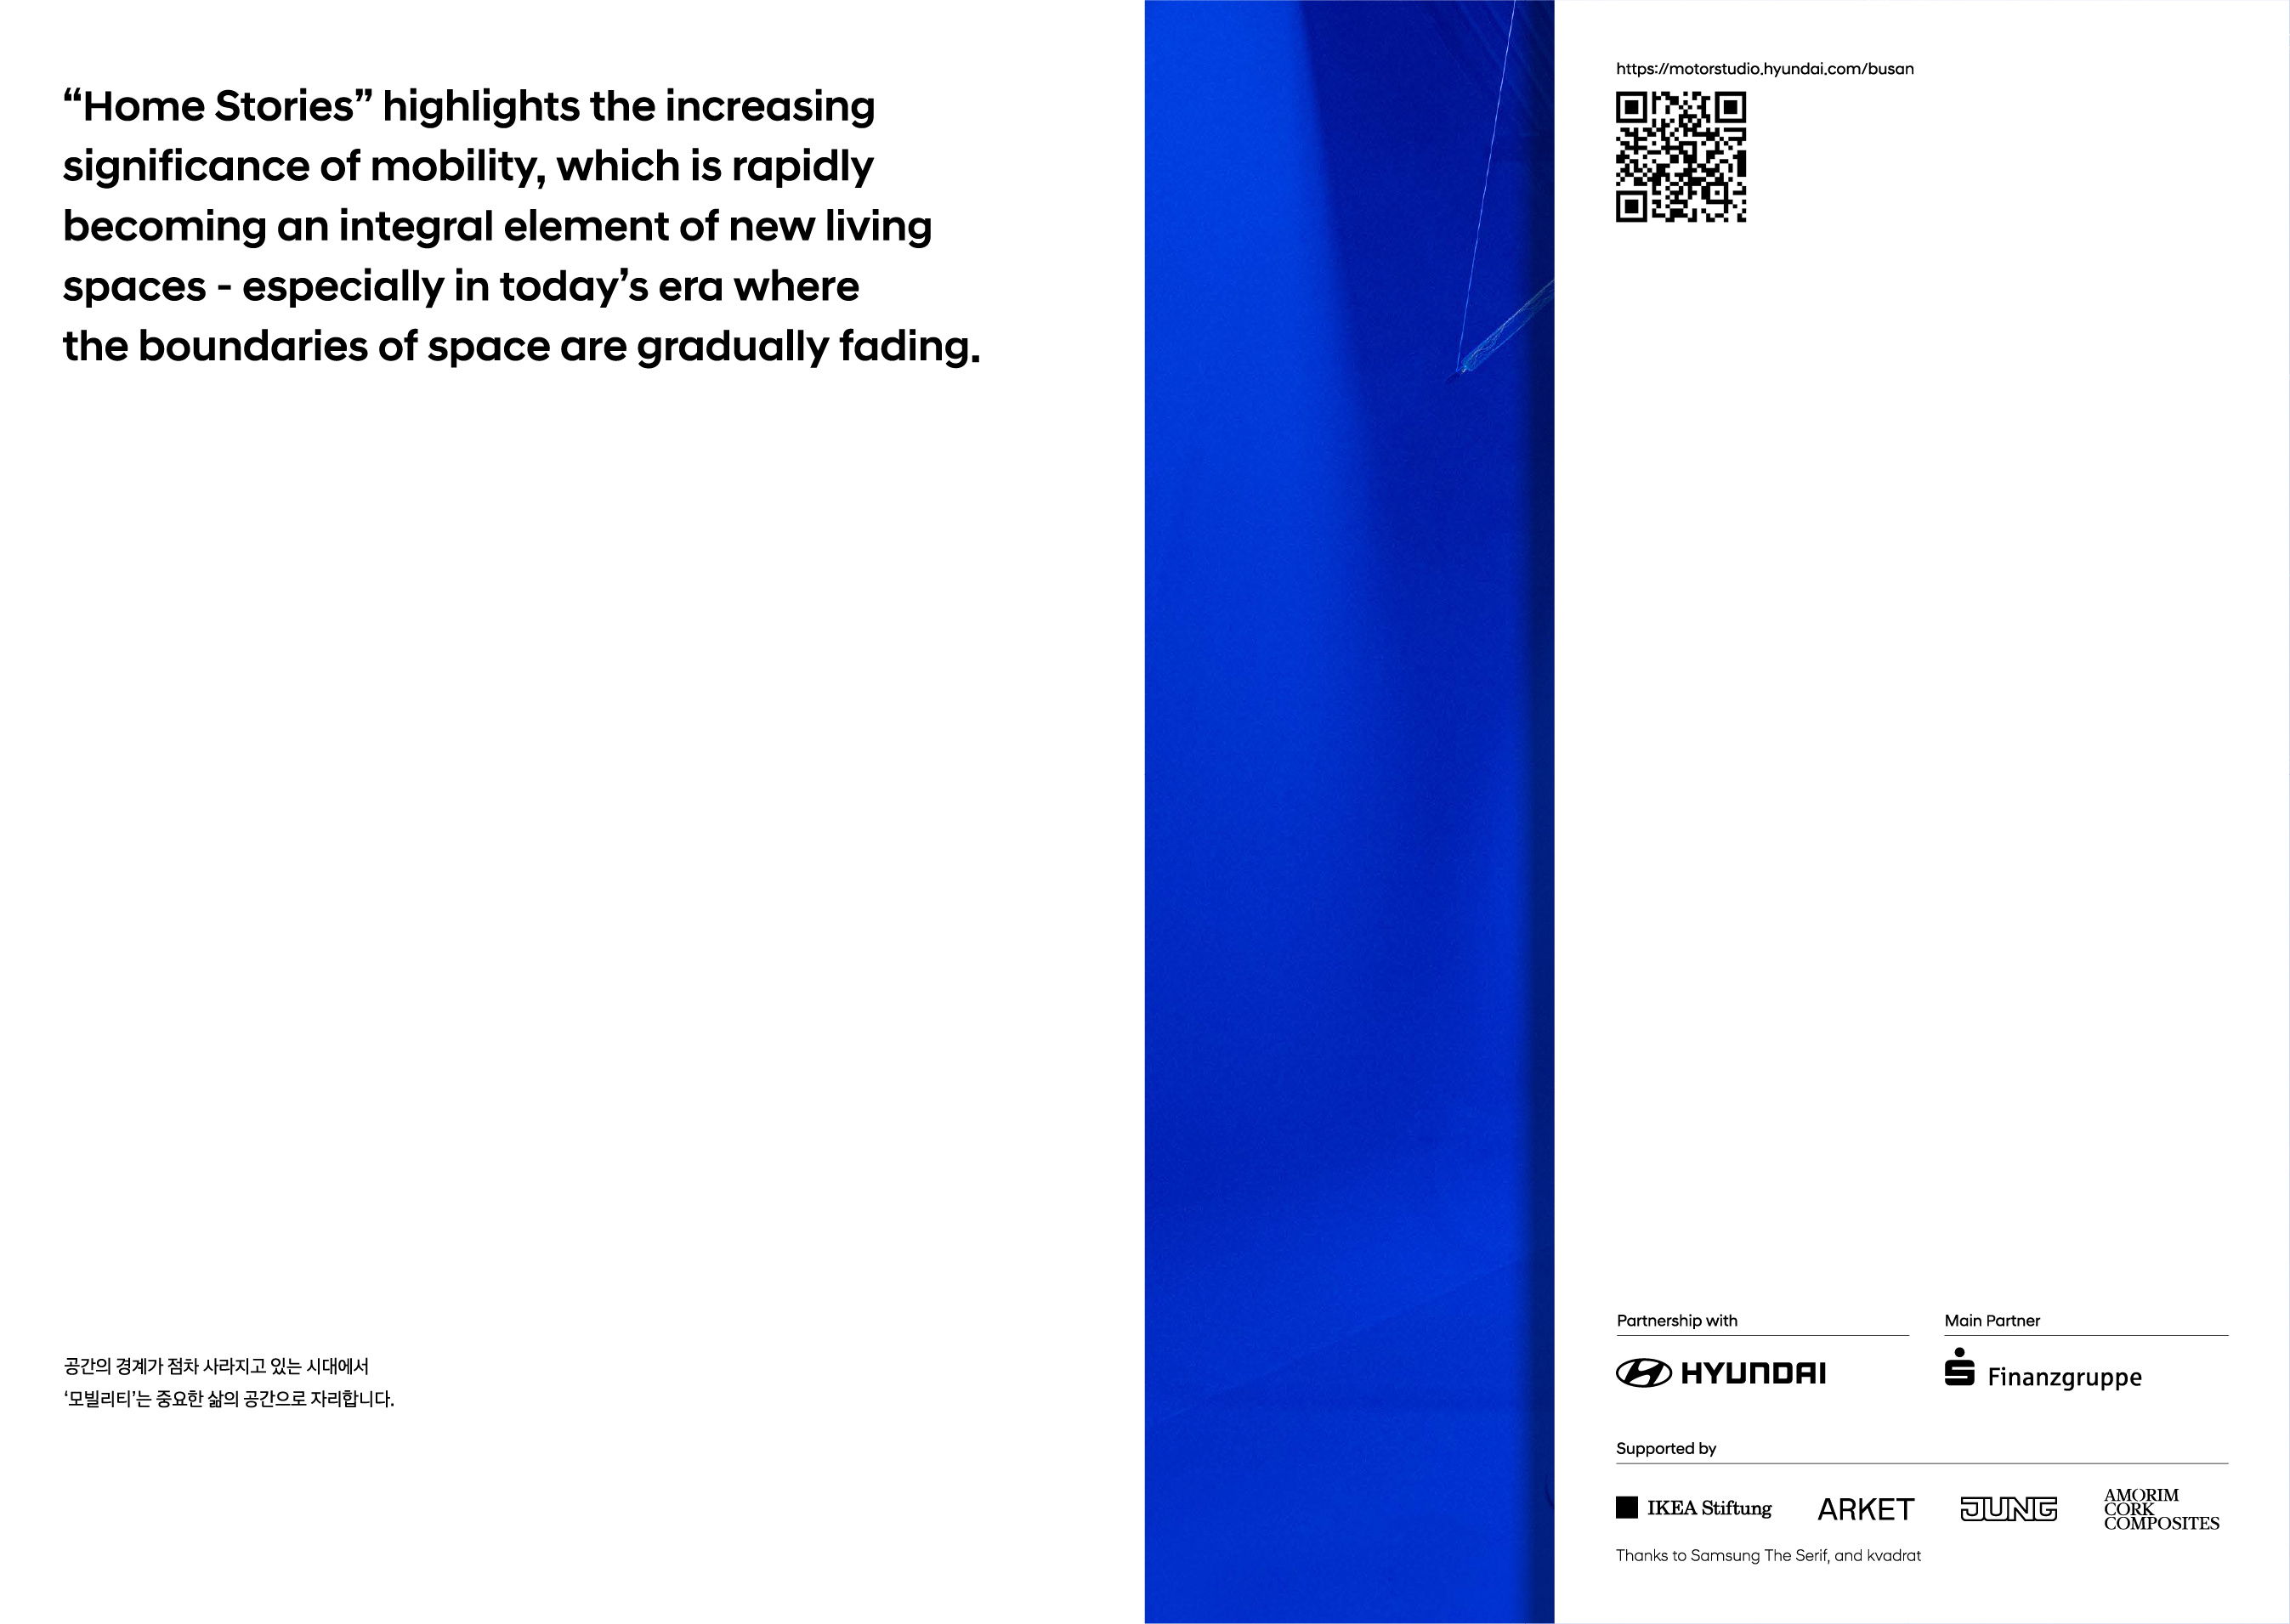 “Home Stories” highlights the increasing
significance of mobility, which is rapidly
becoming an integral element of new living
spaces - especially in today’s era where
the boundaries of space are gradually fading.
공간의 경계가 점차 사라지고 있는 시대에서
‘모빌리티’는 중요한 삶의 공간으로 자리합니다.
https://motorstudio.hyundai.com/busan
Partnership with
HYUNDAI
Main Partner
Finanzgruppe
Supported by
IKEA Stiftung
ARKET
JUNG
AMORIM
CORK
COMPOSITES
Thanks to Samsung The Serif, and kvadrat